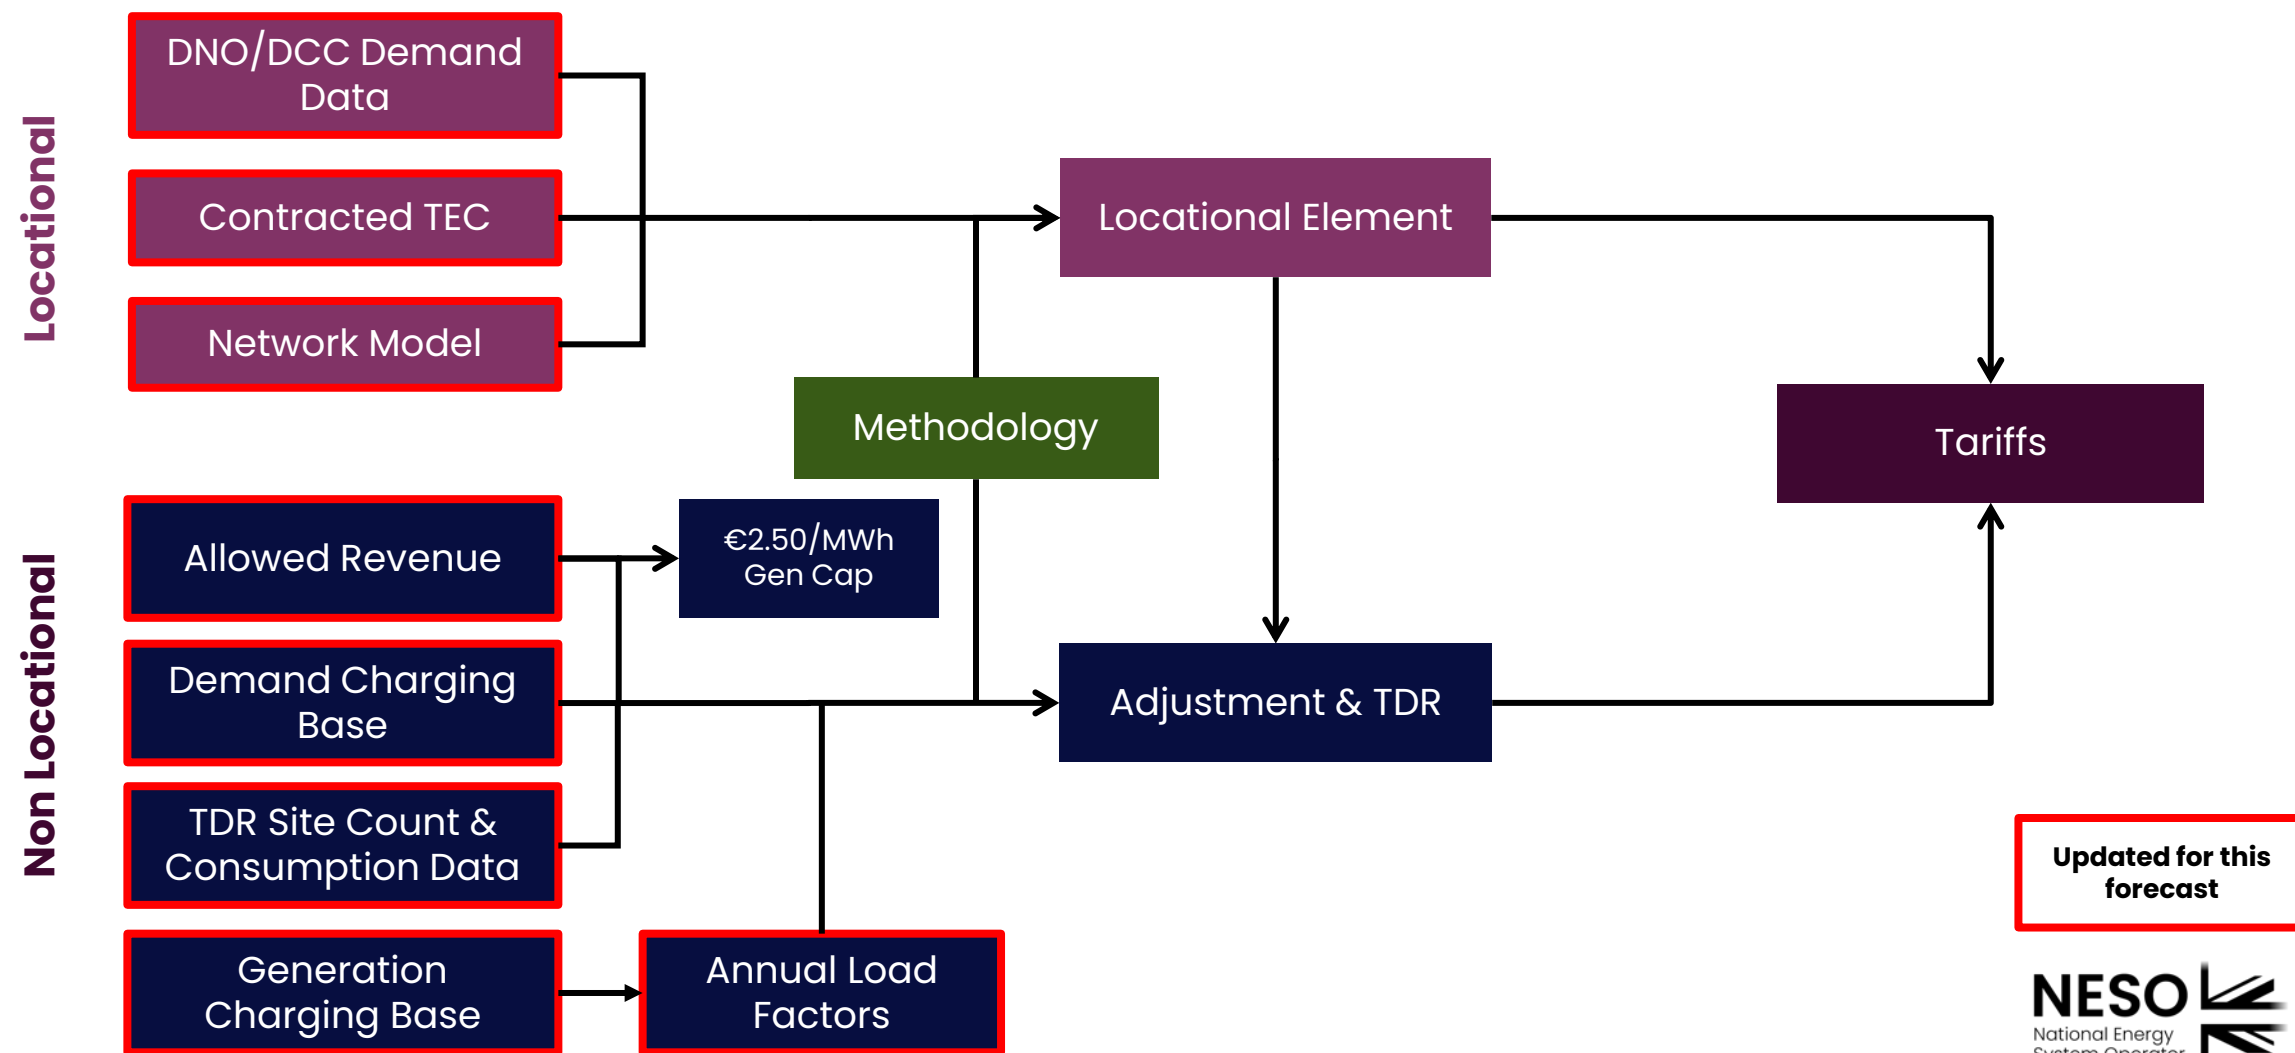 Locational
DNO/DCC Demand
Data
Contracted TEC
Network Model
Locational Element
Methodology
Tariffs
Non Locational
Allowed Revenue
€2.50/MWh
Gen Cap
Demand Charging
Base
Adjustment & TDR
TDR Site Count &
Consumption Data
Generation
Charging Base
Annual Load
Factors
Updated for this
forecast
NESO
National Energy
System Operator